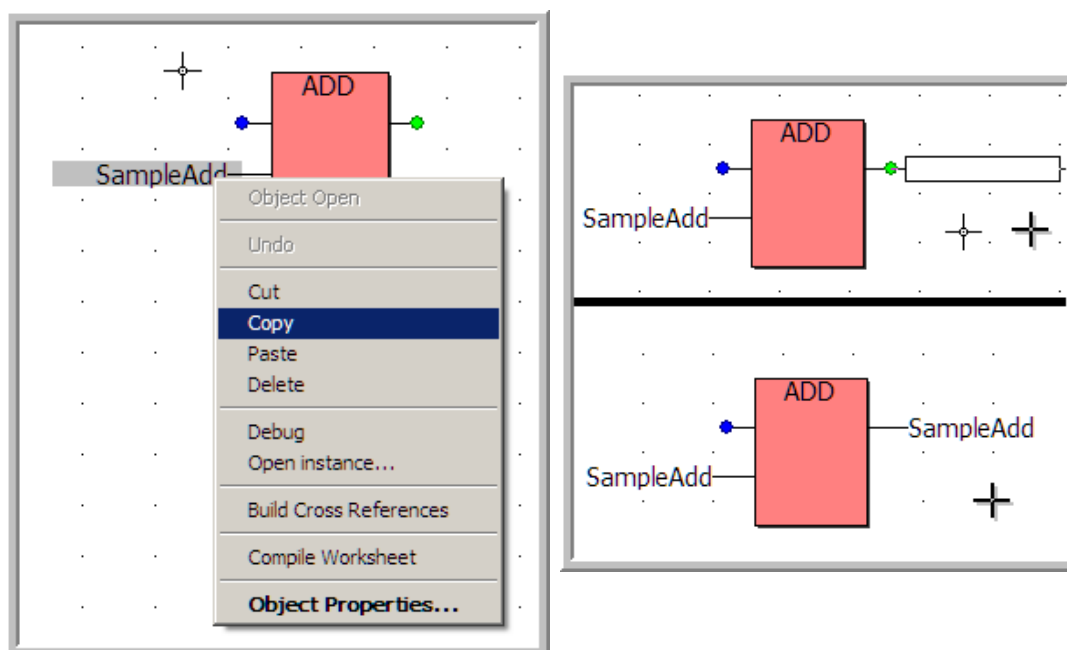 ADD
SampleAdd
Object Open
Undo
Cut
Copy
Paste
Delete
Debug
Open instance...
Build Cross References
Compile Worksheet
Object Properties...
ADD
SampleAdd
ADD
SampleAdd
SampleAdd